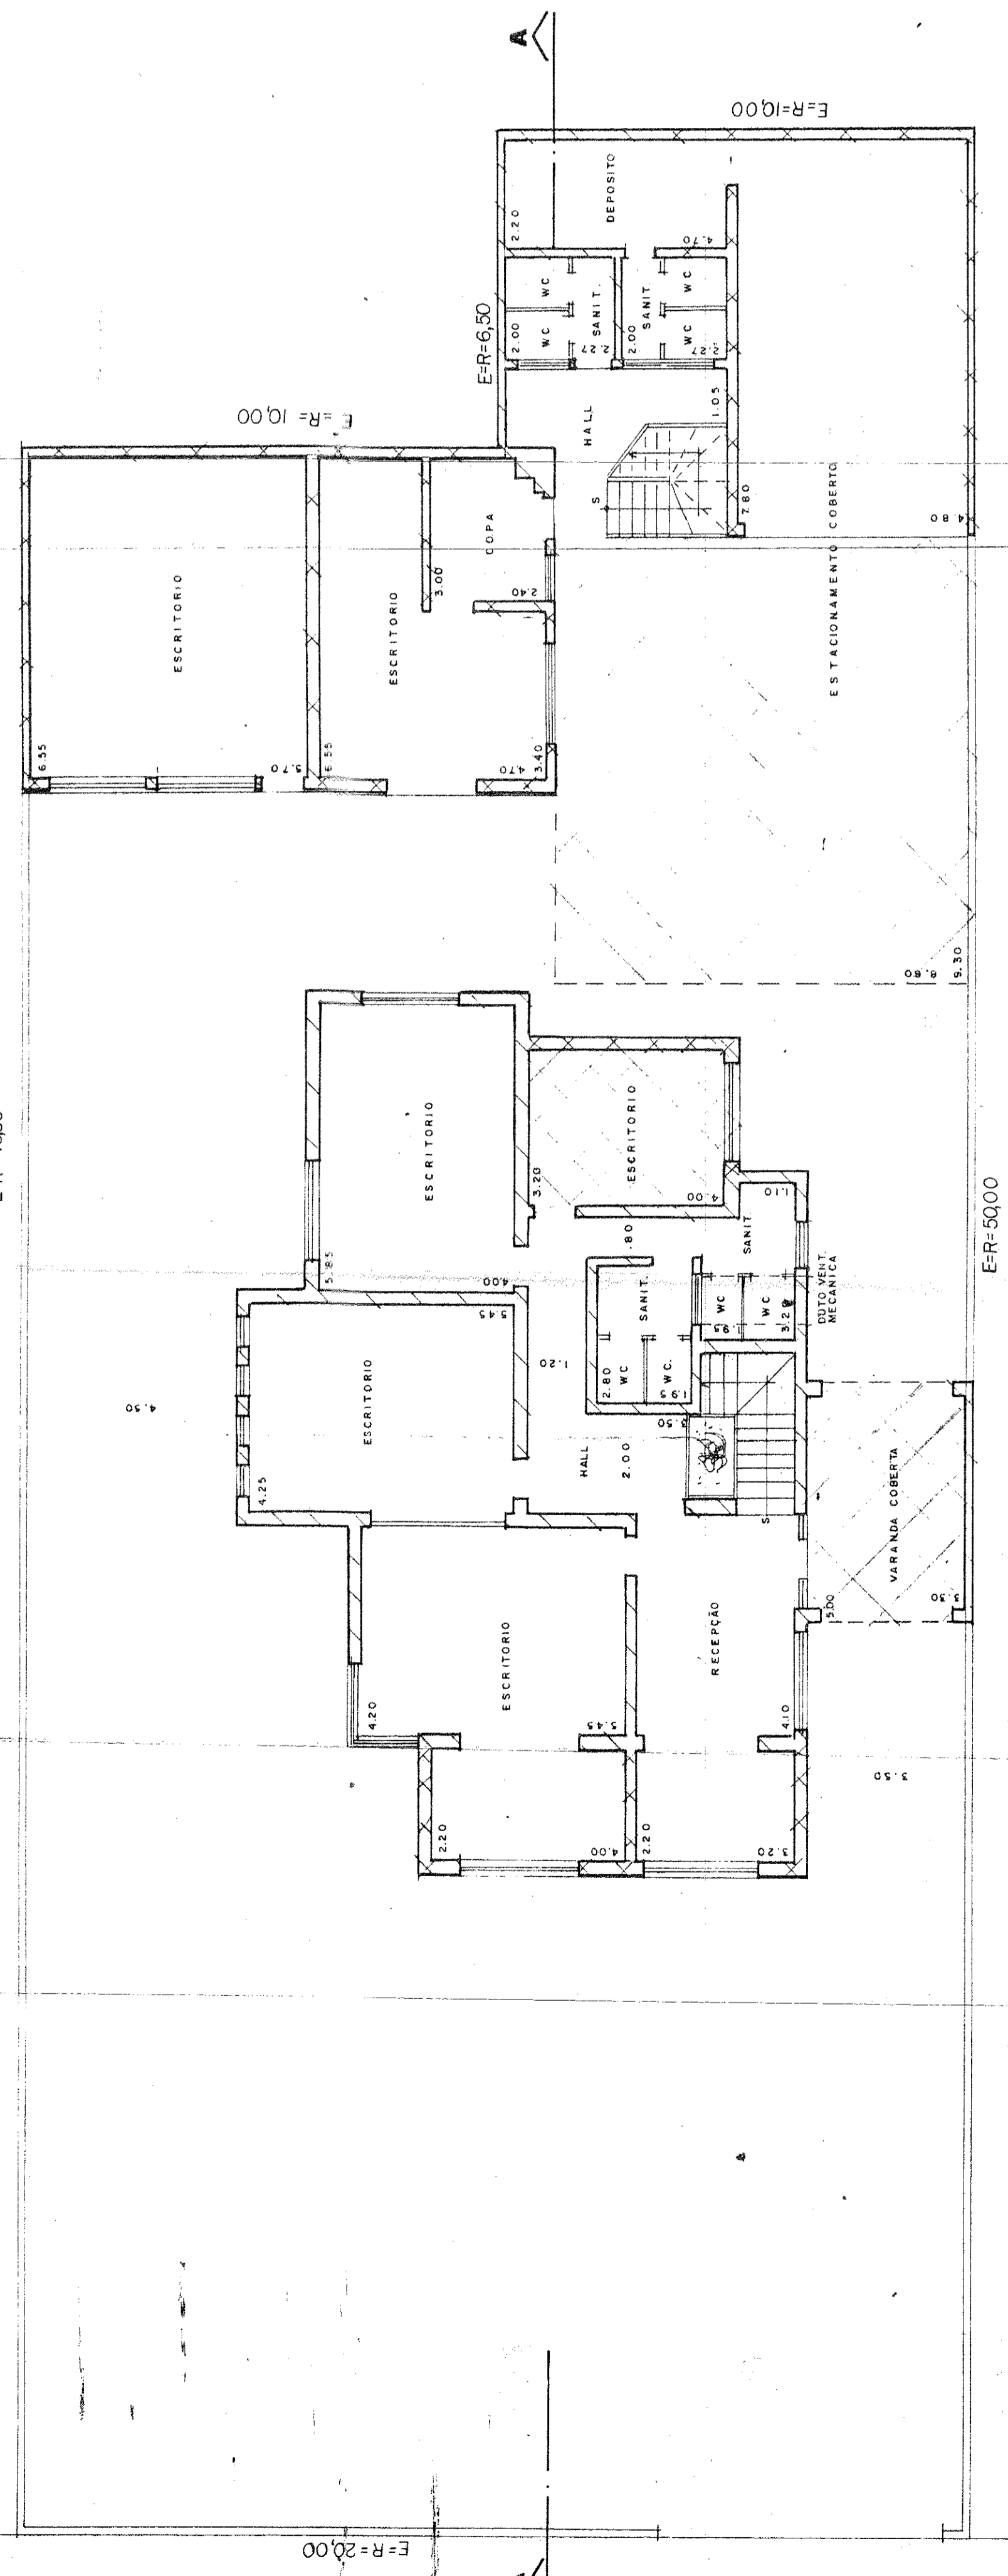 A
E=R=10,00
DEPOSITO
2.20
4.70
WC
WC
SANIT.
2.00
2.27
E=R=6,50
SANIT.
WC
WC
2.00
2.27
HALL
1.05
S
7.80
E=R= 10,00
ESCRITORIO
6.55
5.70
ESCRITORIO
COPA
3.00
2.40
6.55
4.70
3.40
ESTACIONAMENTO COBERTO
4.80
8.80
9.30
ESCRITORIO
5.85
4.00
ESCRITORIO
3.20
4.00
.80
SANIT.
1.10
SANIT.
WC
WC
3.20
DUTO VENT.
MECANICA
E=R=50,00
ESCRITORIO
5.45
4.25
4.50
1.20
2.80
WC
WC.
1.95
HALL
2.00
3.50
S
VARANDA COBERTA
5.00
3.30
ESCRITORIO
4.20
5.45
RECEPÇÃO
4.10
3.50
2.20
4.00
2.20
3.20
E=R=20,00